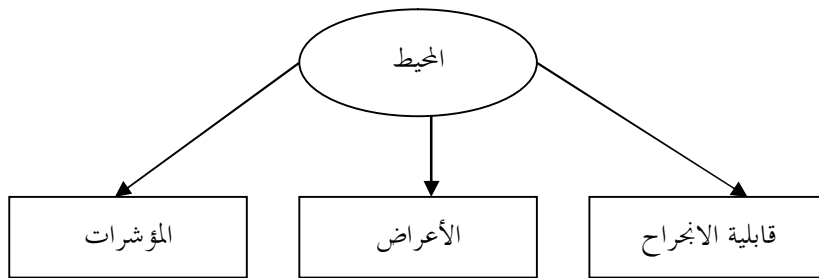 المحيط
قابلية الانجراح
الأعراض
المؤشرات